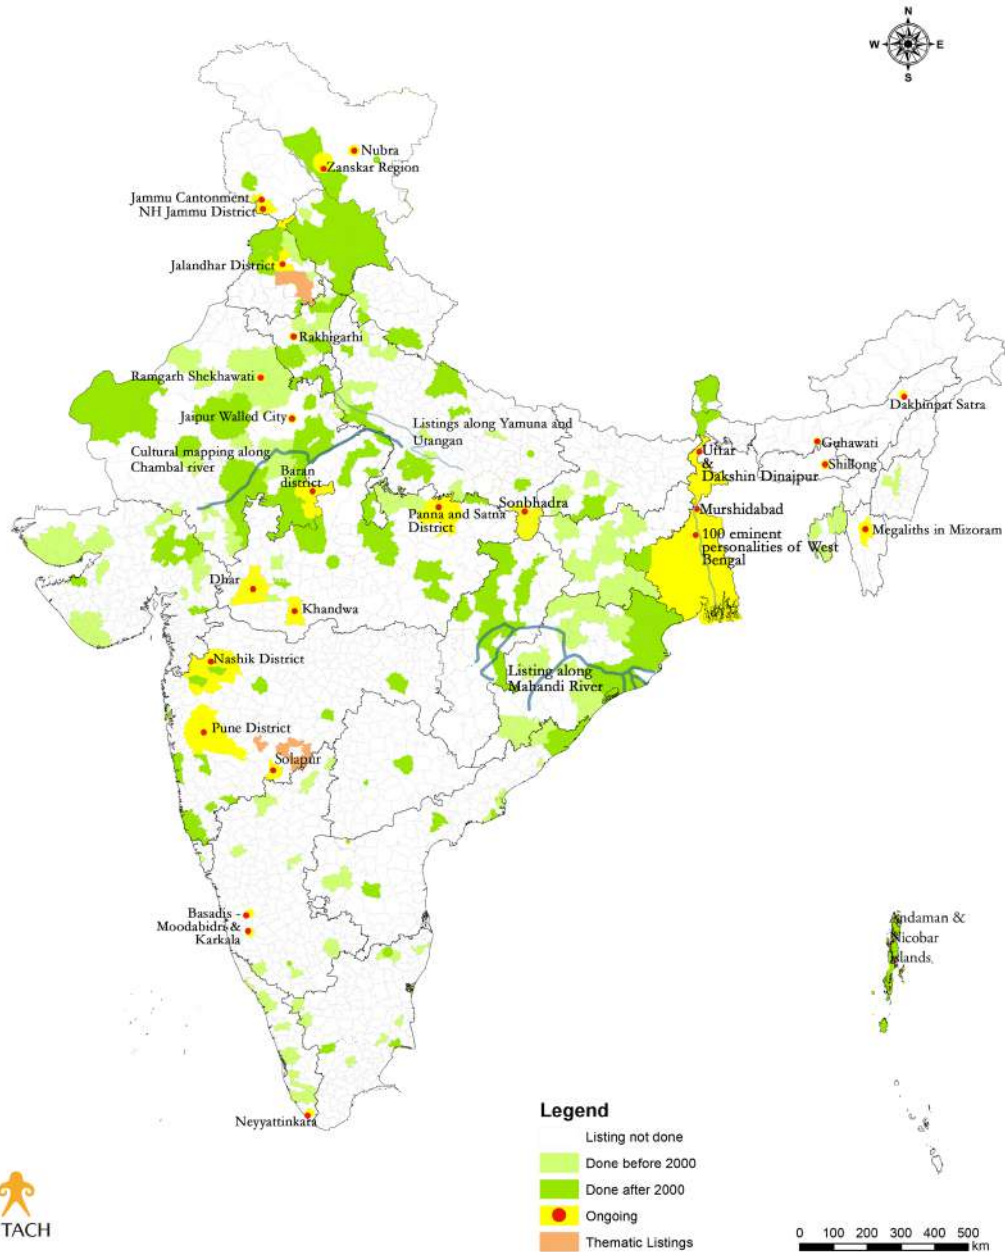 N
W E
S
Nubra
Zanskar Region
Jammu Cantonment
NH Jammu District
Jalandhar District
Rakhigarhi
Ramgarh Shekhawati
Jaipur Walled City
Listings along Yamuna and
Utangan
Cultural mapping along
Chambal river
Baran
district
Dakhinpat Satra
Guhawati
Shillong
Uttar
&
Dakshin Dinajpur
Panna and Satna
District
Sonbhadra
Murshidabad
100 eminent
personalities of West
Bengal
Megaliths in Mizoram
Dhar
Khandwa
Nashik District
Listing along
Mahandi River
Pune District
Solapur
Basadis -
Moodabidri &
Karkala
Andaman &
Nicobar
Islands,
Neyyattinkara
Legend
Listing not done
Done before 2000
Done after 2000
Ongoing
Thematic Listings
TACH
0 100 200 300 400 500
km